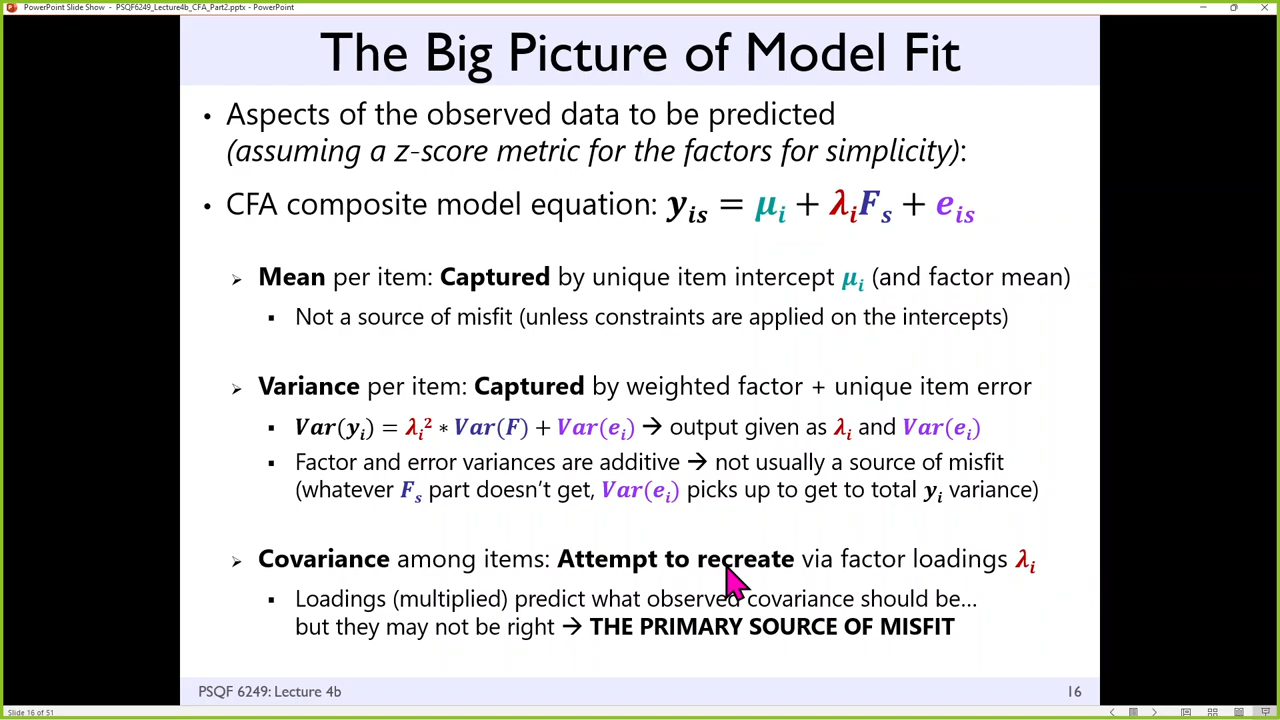 PowerPoint Slide Show - PSQF6249_Lecture4b_CFA_Part2.pptx - PowerPoint
The Big Picture of Model Fit
• Aspects of the observed data to be predicted
(assuming a z-score metric for the factors for simplicity):
• CFA composite model equation: yᵢₛ = μᵢ + λᵢFₛ + eᵢₛ
➢ Mean per item: Captured by unique item intercept μᵢ (and factor mean)
▪ Not a source of misfit (unless constraints are applied on the intercepts)
➢ Variance per item: Captured by weighted factor + unique item error
▪ Var(yᵢ) = λᵢ² ∗ Var(F) + Var(eᵢ) → output given as λᵢ and Var(eᵢ)
▪ Factor and error variances are additive → not usually a source of misfit
(whatever Fₛ part doesn't get, Var(eᵢ) picks up to get to total yᵢ variance)
➢ Covariance among items: Attempt to recreate via factor loadings λᵢ
▪ Loadings (multiplied) predict what observed covariance should be…
but they may not be right → THE PRIMARY SOURCE OF MISFIT
PSQF 6249: Lecture 4b
16
Slide 16 of 51